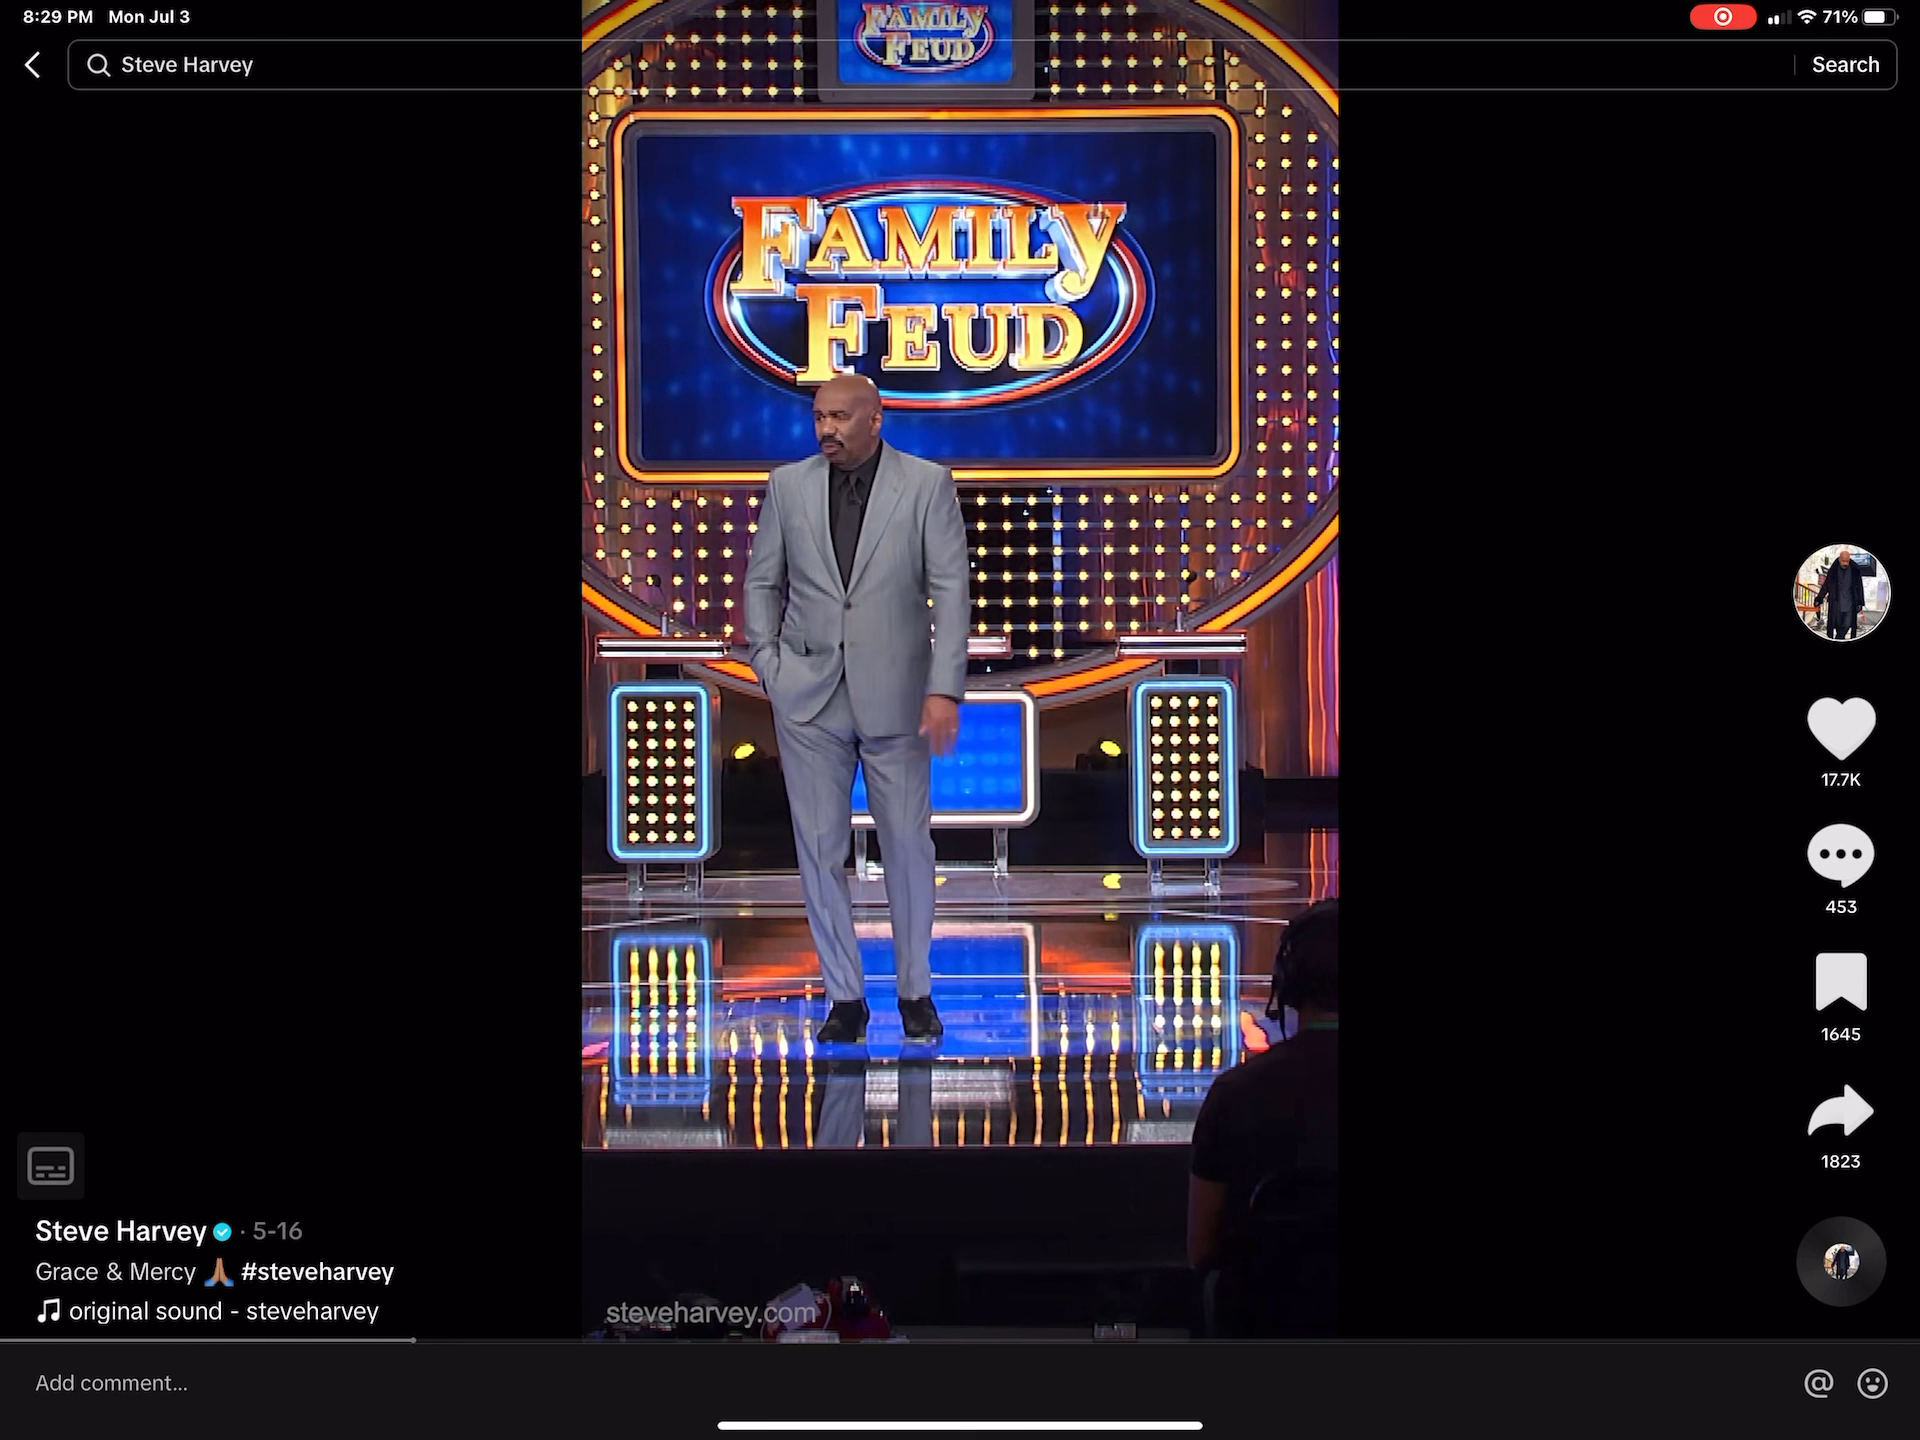 8:29 PM Mon Jul 3
71%
Steve Harvey
Search
FAMILY
FEUD
FAMILY
FEUD
17.7K
453
1645
1823
Steve Harvey · 5-16
Grace & Mercy 🙏🏽 #steveharvey
original sound - steveharvey
steveharvey.com
Add comment...
@